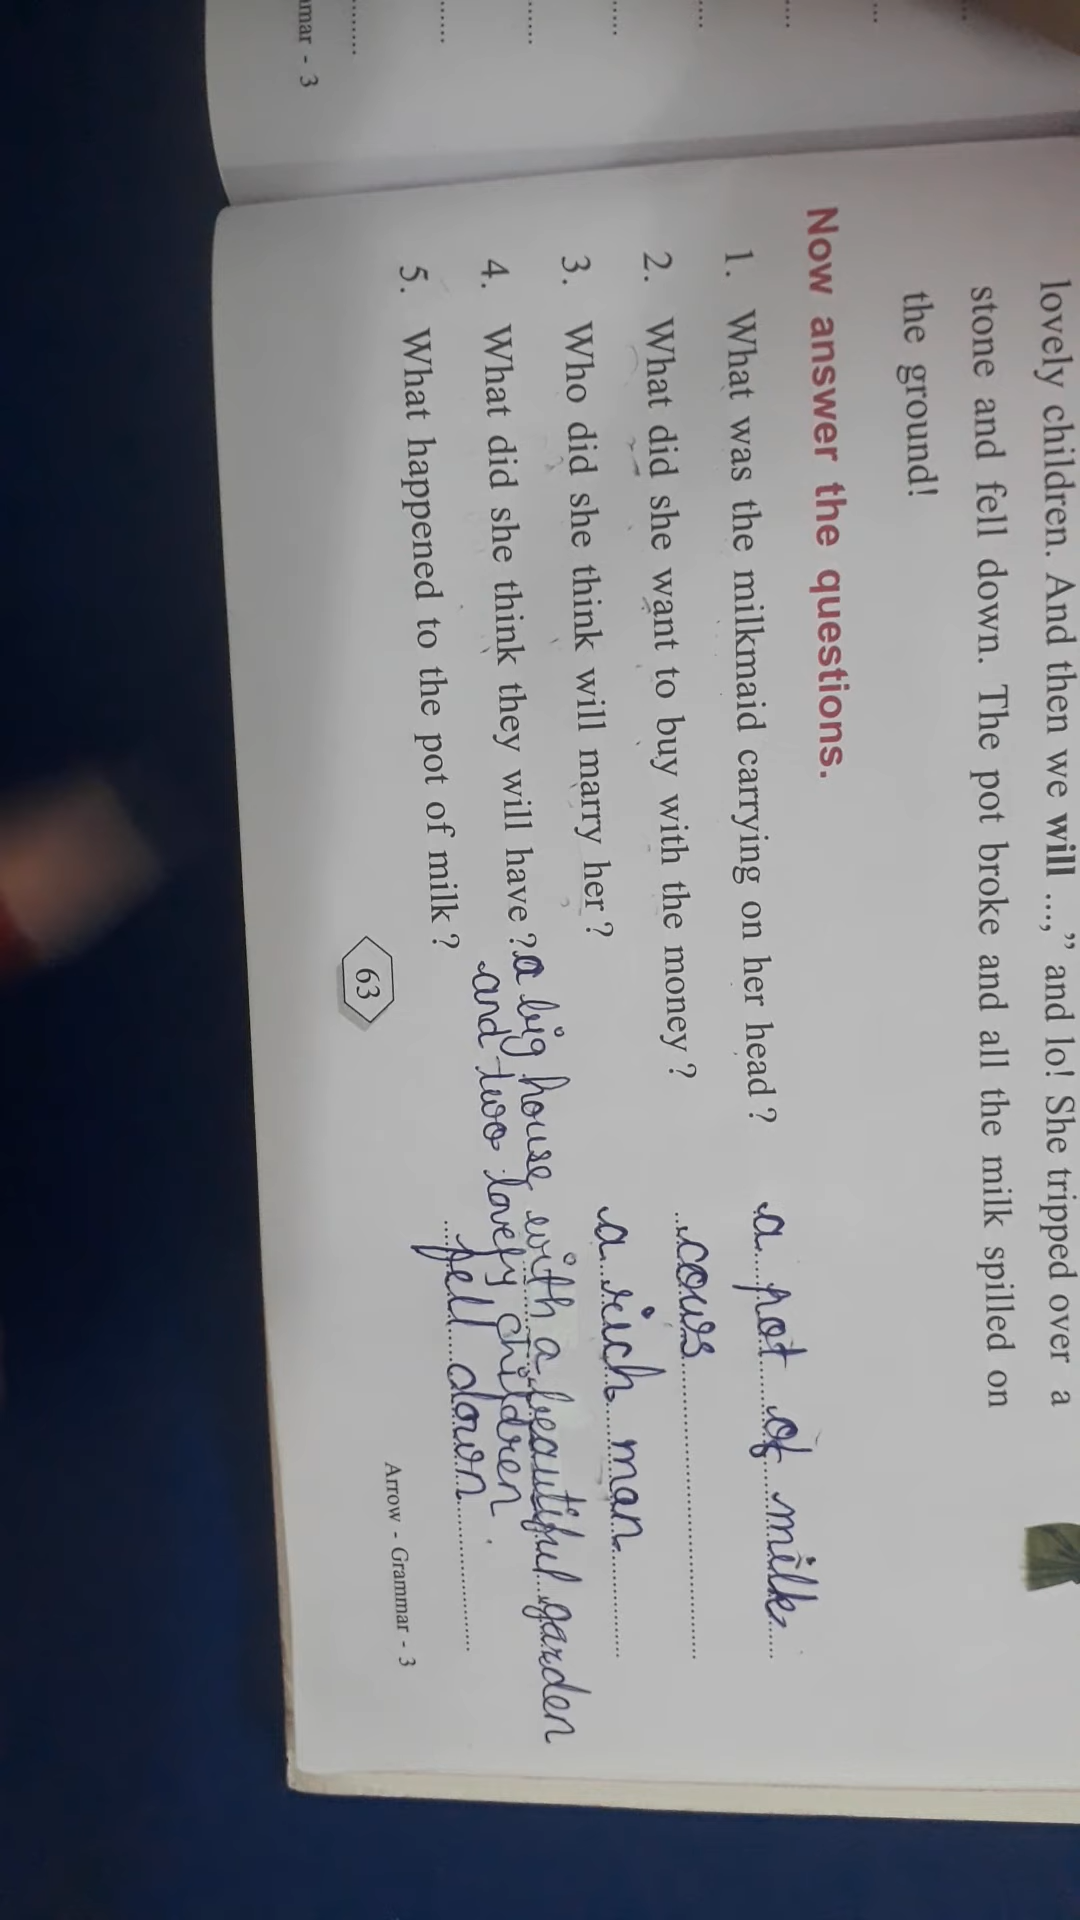 lovely children. And then we will ...," and lo! She tripped over a
stone and fell down. The pot broke and all the milk spilled on
the ground!
Now answer the questions.
1. What was the milkmaid carrying on her head? a pot of milk
2. What did she want to buy with the money? cows
3. Who did she think will marry her? a rich man
4. What did she think they will have? a big house with a beautiful garden
and two lovely children.
5. What happened to the pot of milk? fell down
63
Arrow - Grammar - 3
mar - 3